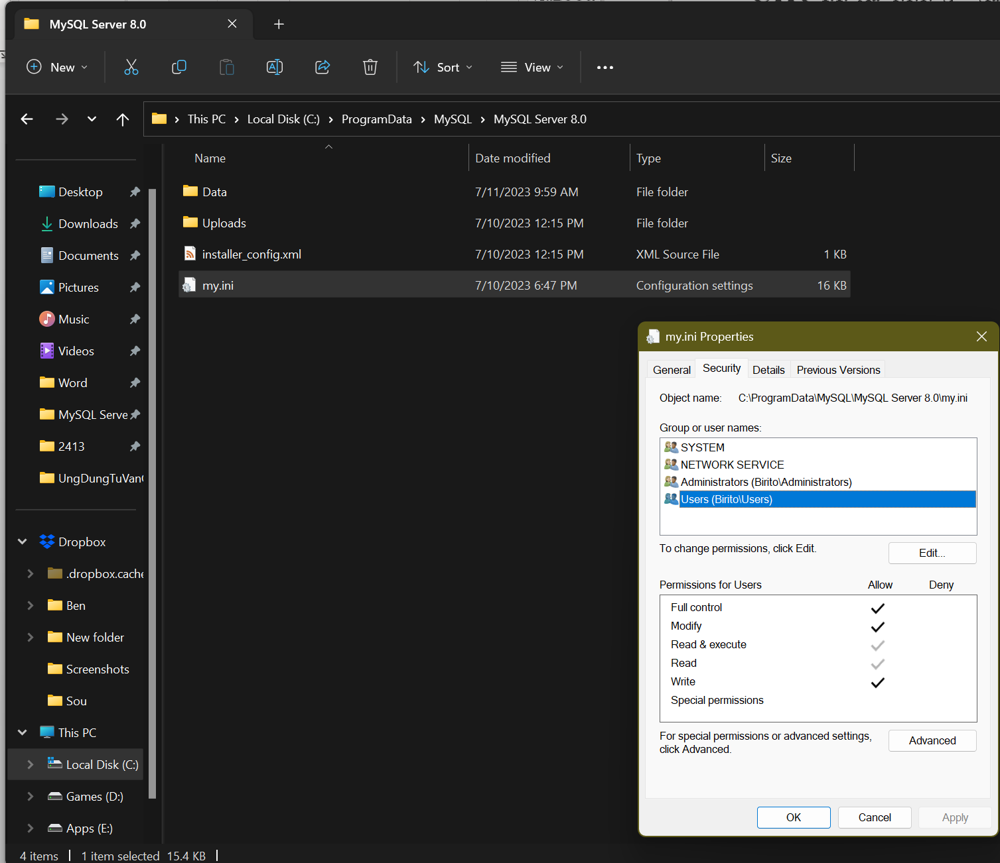 MySQL Server 8.0
New
Sort
View
This PC > Local Disk (C:) > ProgramData > MySQL > MySQL Server 8.0
Name Date modified Type Size
Data 7/11/2023 9:59 AM File folder
Uploads 7/10/2023 12:15 PM File folder
installer_config.xml 7/10/2023 12:15 PM XML Source File 1 KB
my.ini 7/10/2023 6:47 PM Configuration settings 16 KB
Desktop
Downloads
Documents
Pictures
Music
Videos
Word
MySQL Serve
2413
UngDungTuVan
Dropbox
.dropbox.cache
Ben
New folder
Screenshots
Sou
This PC
Local Disk (C:)
Games (D:)
Apps (E:)
4 items 1 item selected 15.4 KB
my.ini Properties
General Security Details Previous Versions
Object name: C:\ProgramData\MySQL\MySQL Server 8.0\my.ini
Group or user names:
SYSTEM
NETWORK SERVICE
Administrators (Birito\Administrators)
Users (Birito\Users)
To change permissions, click Edit.
Edit...
Permissions for Users Allow Deny
Full control
Modify
Read & execute
Read
Write
Special permissions
For special permissions or advanced settings,
click Advanced.
Advanced
OK Cancel Apply